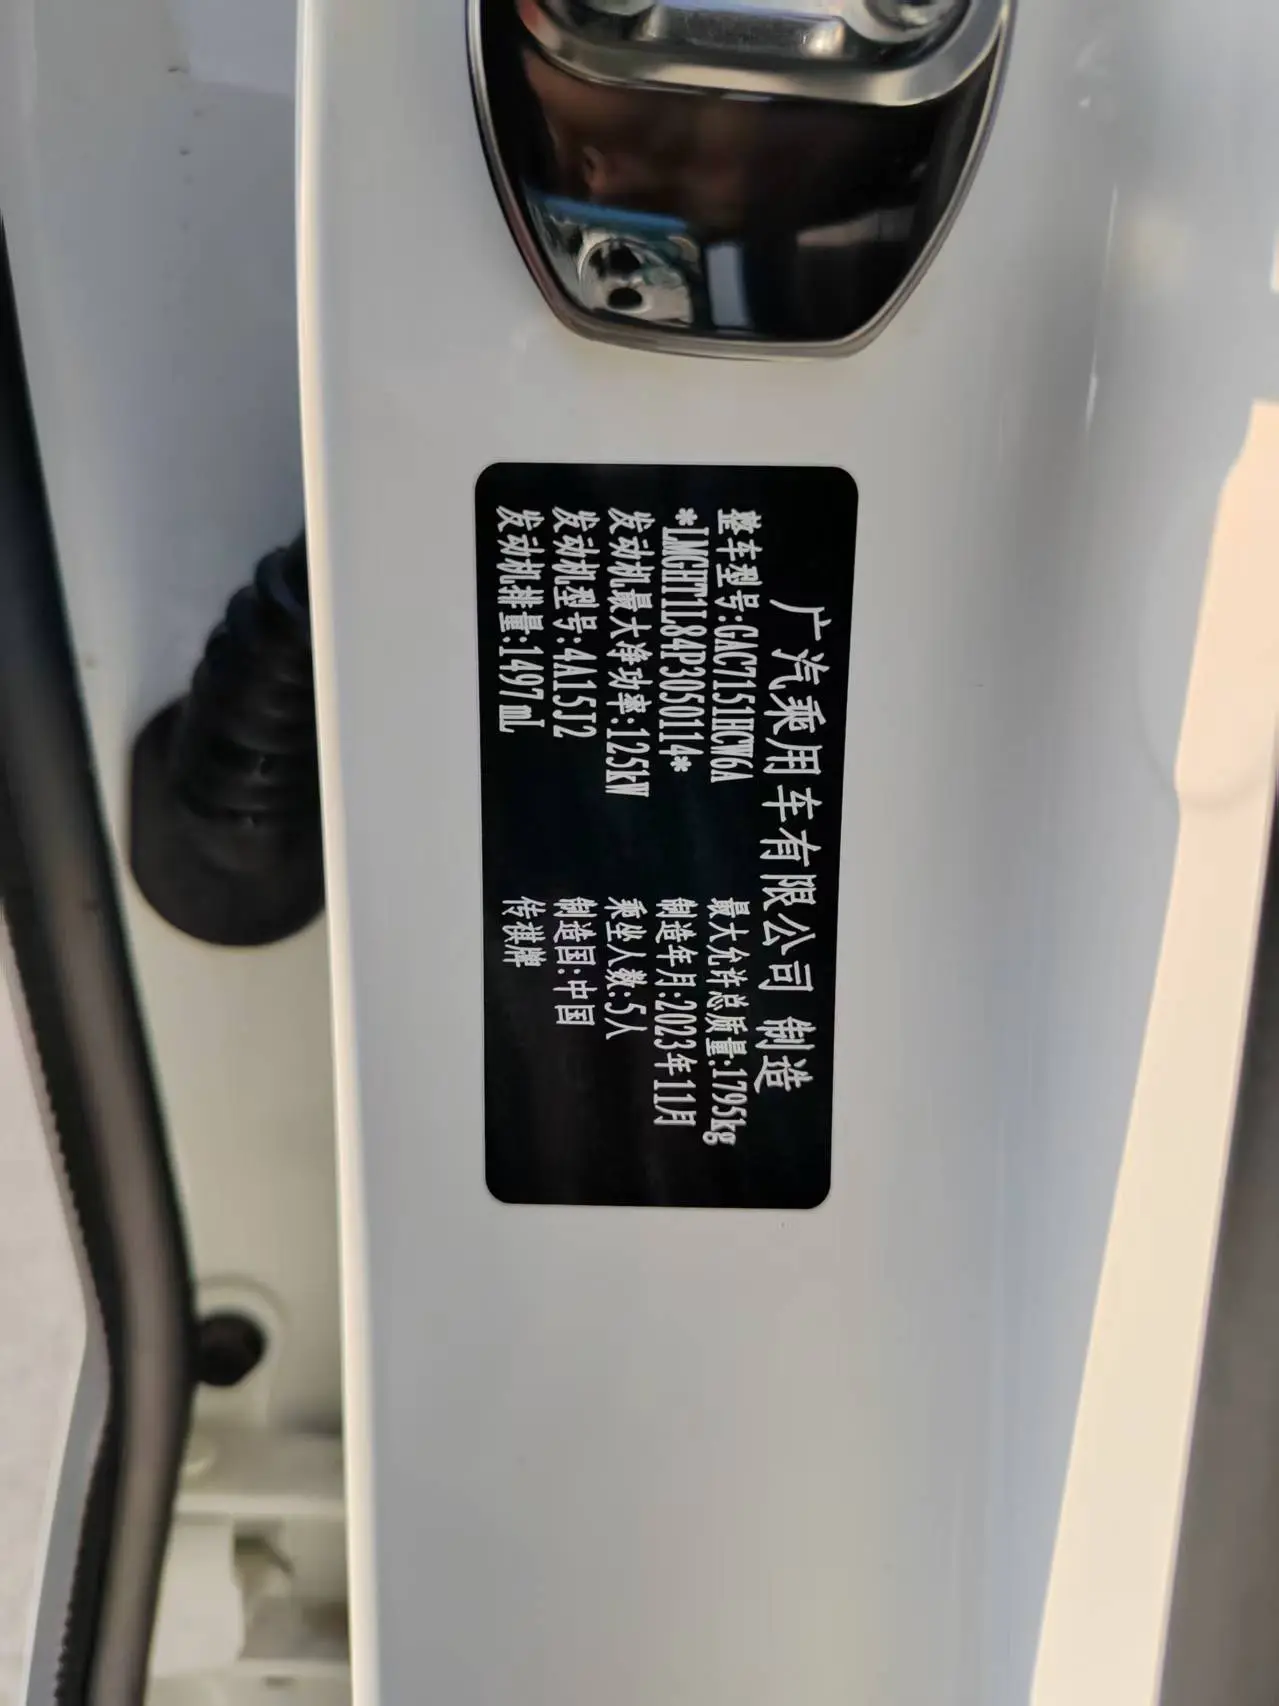 广汽乘用车有限公司 制造
整车型号:GAC7151HCW6A 最大允许总质量:1795kg
*LMGHT1L84P3050114* 制造年月:2023年11月
发动机最大净功率:125kW 乘坐人数:5人
发动机型号:4A15J2 制造国:中国
发动机排量:1497mL 传祺牌